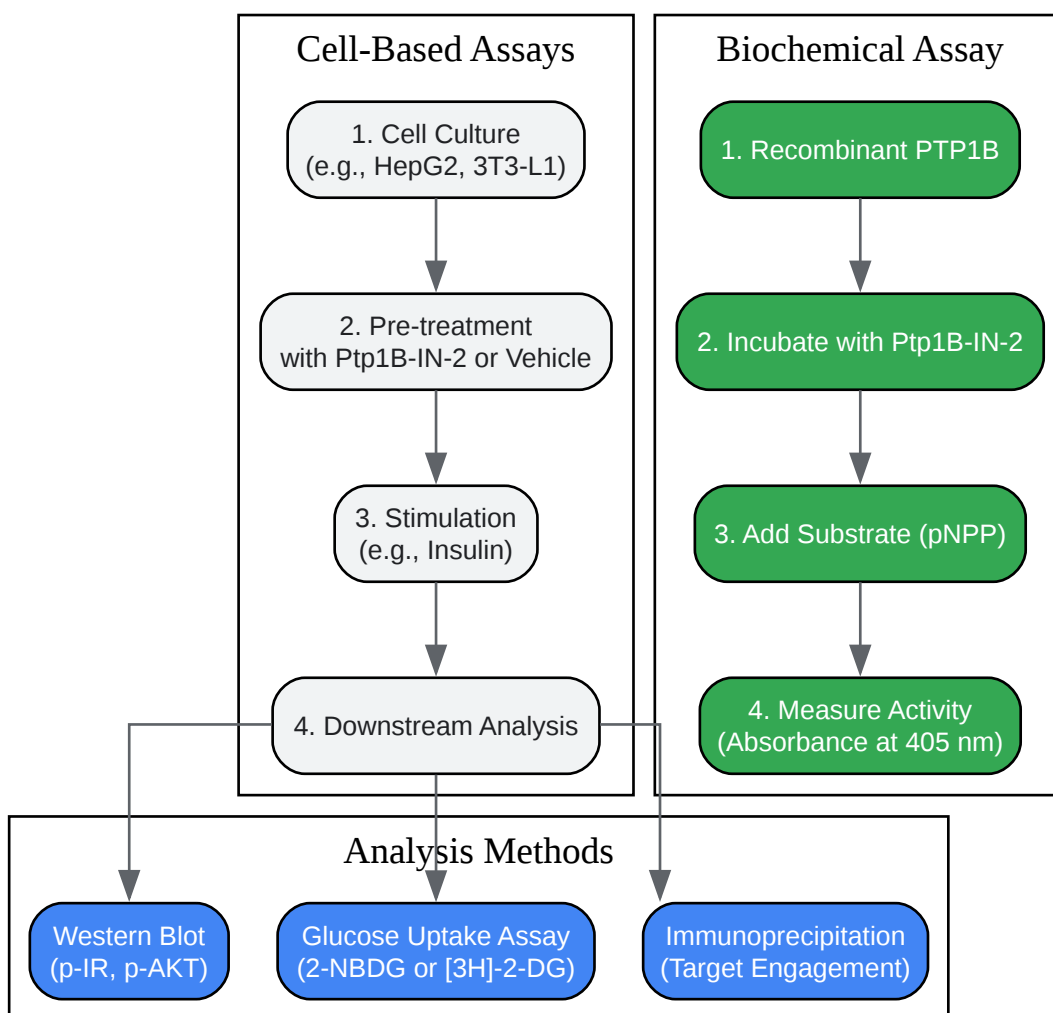 Cell-Based Assays
1. Cell Culture
(e.g., HepG2, 3T3-L1)
2. Pre-treatment
with Ptp1B-IN-2 or Vehicle
3. Stimulation
(e.g., Insulin)
4. Downstream Analysis
Biochemical Assay
1. Recombinant PTP1B
2. Incubate with Ptp1B-IN-2
3. Add Substrate (pNPP)
4. Measure Activity
(Absorbance at 405 nm)
Analysis Methods
Western Blot
(p-IR, p-AKT)
Glucose Uptake Assay
(2-NBDG or [3H]-2-DG)
Immunoprecipitation
(Target Engagement)